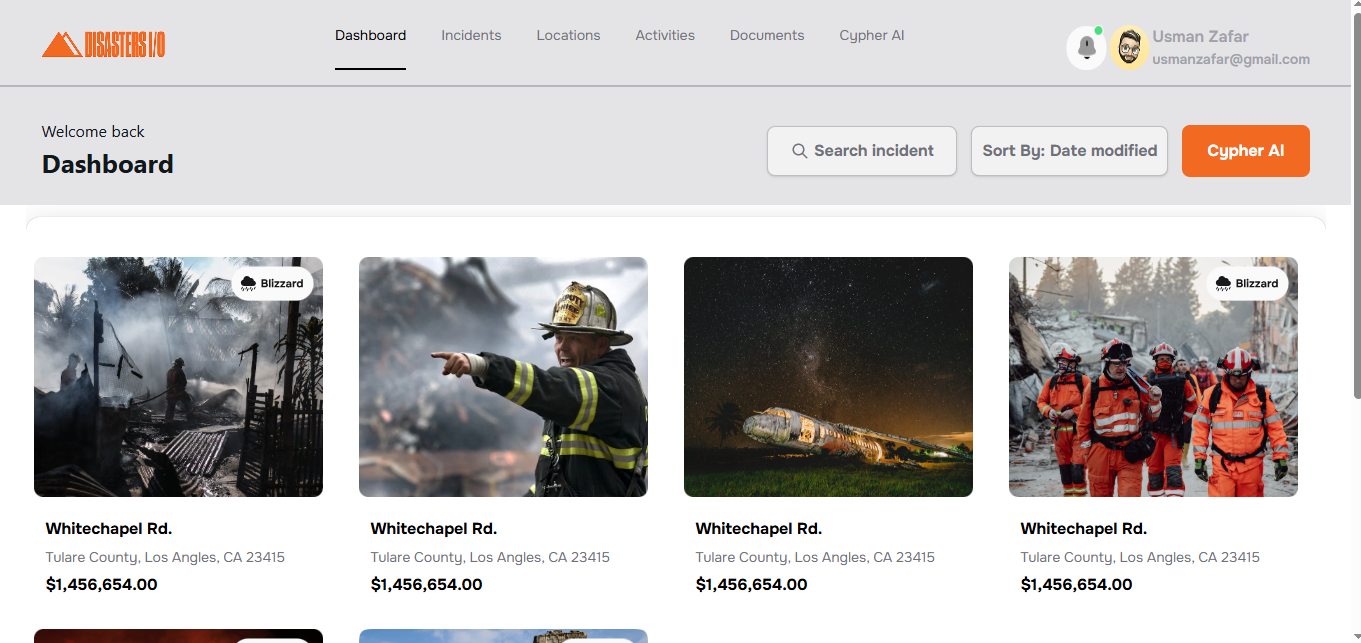 DISASTERS I/O
Dashboard
Incidents
Locations
Activities
Documents
Cypher AI
Usman Zafar
usmanzafar@gmail.com
Welcome back
Dashboard
Search incident
Sort By: Date modified
Cypher AI
Blizzard
DEPUTY
Blizzard
Whitechapel Rd.
Tulare County, Los Angles, CA 23415
$1,456,654.00
Whitechapel Rd.
Tulare County, Los Angles, CA 23415
$1,456,654.00
Whitechapel Rd.
Tulare County, Los Angles, CA 23415
$1,456,654.00
Whitechapel Rd.
Tulare County, Los Angles, CA 23415
$1,456,654.00